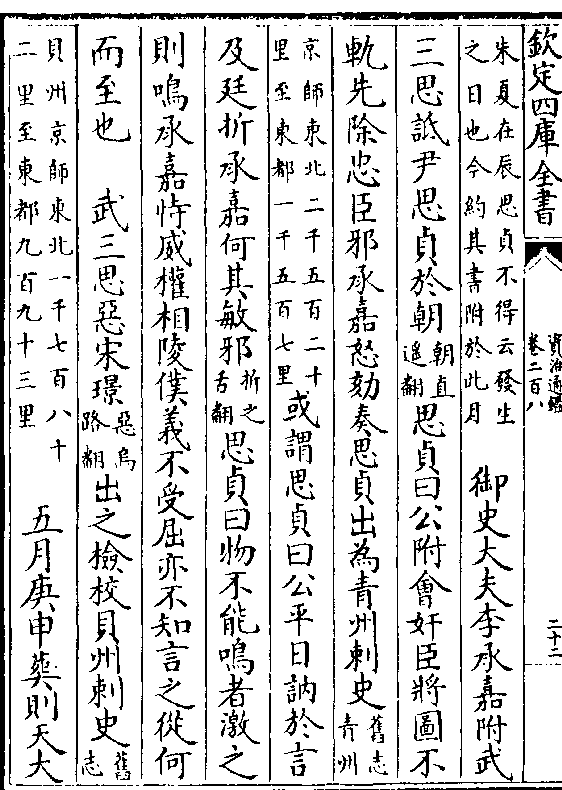 欽定四庫全書
資治通鑑
卷二百八
二十二
朱夏在辰思貞不得云發生
之日也今約其書附於此月
御史大夫李承嘉附武
三思詆尹思貞於朝
朝直
遥翻
思貞曰公附會奸臣將圖不
軌先除忠臣邪承嘉怒劾奏思貞出為青州刺史
舊志
青州
京師東北二千五百二十
里至東都一千五百七里
或謂思貞曰公平日訥於言
及廷折承嘉何其敏邪
折之
舌翻
思貞曰物不能鳴者激之
則鳴承嘉恃威權相陵僕義不受屈亦不知言之從何
而至也 武三思惡宋璟
惡烏
路翻
出之檢校貝州刺史
舊
志
貝州京師東北一千七百八十
二里至東都九百九十三里
五月庚申葬則天大